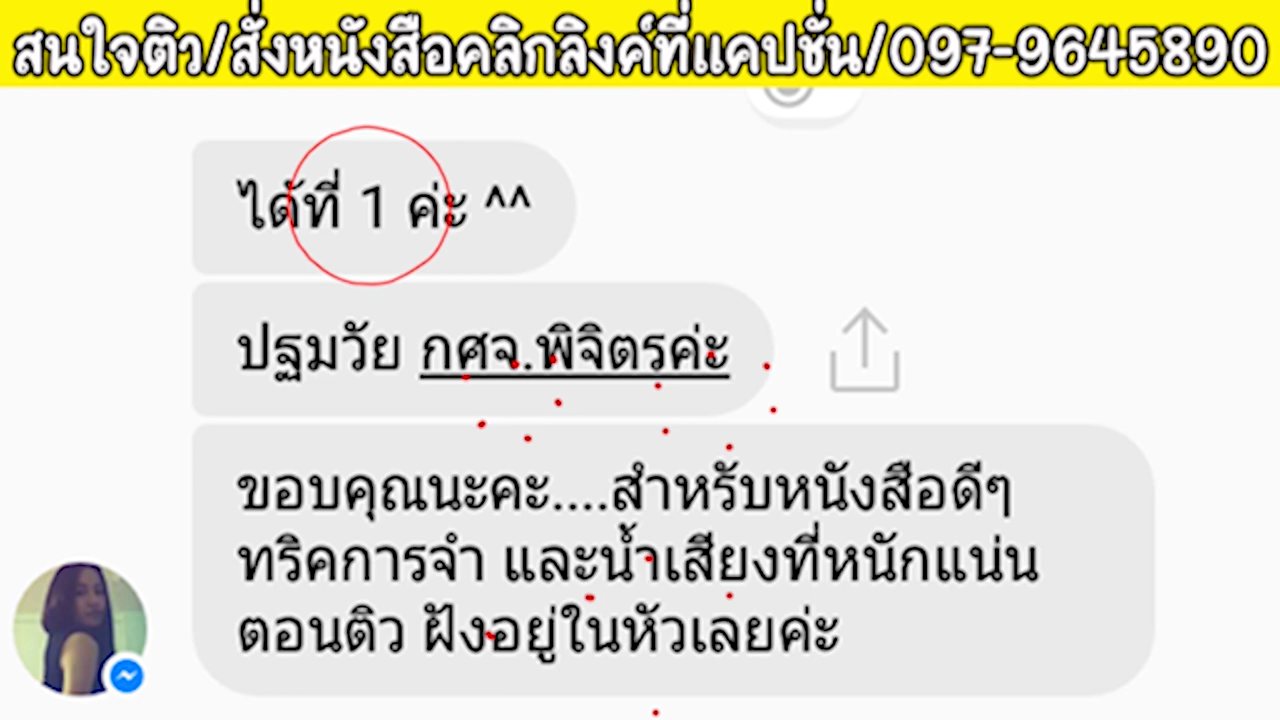 สนใจติว/สั่งหนังสือคลิกลิงค์ที่แคปชั่น/097-9645890
ได้ที่ 1 ค่ะ ^^
ปฐมวัย กศจ.พิจิตรค่ะ
ขอบคุณนะคะ....สำหรับหนังสือดีๆ
ทริคการจำ และน้ำเสียงที่หนักแน่น
ตอนติว ฝังอยู่ในหัวเลยค่ะ